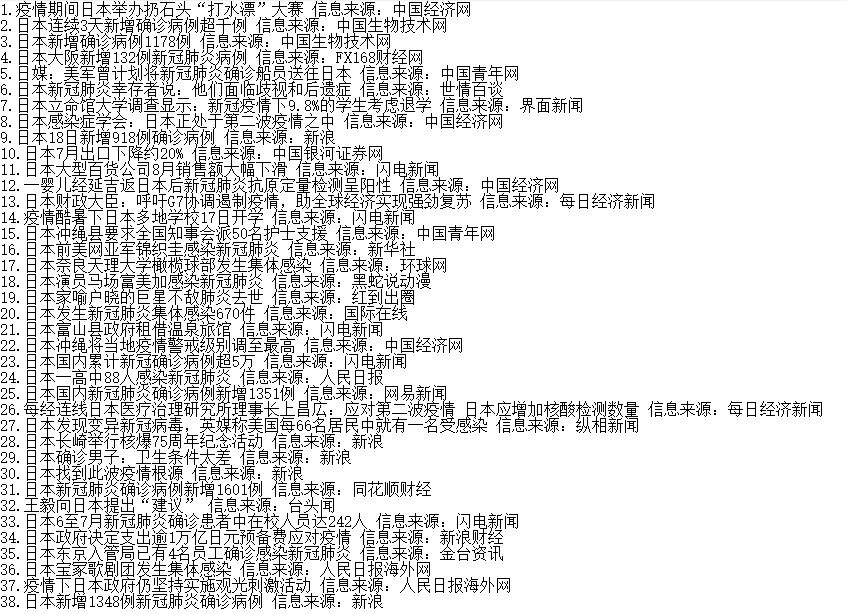 1.疫情期间日本举办扔石头“打水漂”大赛 信息来源：中国经济网
2.日本连续3天新增确诊病例超千例 信息来源：中国生物技术网
3.日本新增确诊病例1178例 信息来源：中国生物技术网
4.日本大阪新增132例新冠肺炎病例 信息来源：FX168财经网
5.日媒：美军曾计划将新冠肺炎确诊船员送往日本 信息来源：中国青年网
6.日本新冠肺炎幸存者说：他们面临歧视和后遗症 信息来源：世情百谈
7.日本立命馆大学调查显示：新冠疫情下9.8%的学生考虑退学 信息来源：界面新闻
8.日本感染症学会：日本正处于第二波疫情之中 信息来源：中国经济网
9.日本18日新增918例确诊病例 信息来源：新浪
10.日本7月出口下降约20% 信息来源：中国银河证券网
11.日本大型百货公司8月销售额大幅下滑 信息来源：闪电新闻
12.一婴儿经延吉返日本后新冠肺炎抗原定量检测呈阳性 信息来源：中国经济网
13.日本财政大臣：呼吁G7协调遏制疫情，助全球经济实现强劲复苏 信息来源：每日经济新闻
14.疫情酷暑下日本多地学校17日开学 信息来源：闪电新闻
15.日本冲绳县要求全国知事会派50名护士支援 信息来源：中国青年网
16.日本前美网亚军锦织圭感染新冠肺炎 信息来源：新华社
17.日本奈良天理大学橄榄球部发生集体感染 信息来源：环球网
18.日本演员马场富美加感染新冠肺炎 信息来源：黑蛇说动漫
19.日本家喻户晓的巨星不敌肺炎去世 信息来源：红到出圈
20.日本发生新冠肺炎集体感染670件 信息来源：国际在线
21.日本富山县政府租借温泉旅馆 信息来源：闪电新闻
22.日本冲绳将当地疫情警戒级别调至最高 信息来源：中国经济网
23.日本国内累计新冠确诊病例超5万 信息来源：闪电新闻
24.日本一高中88人感染新冠肺炎 信息来源：人民日报
25.日本国内新冠肺炎确诊病例新增1351例 信息来源：网易新闻
26.每经连线日本医疗治理研究所理事长上昌広：应对第二波疫情 日本应增加核酸检测数量 信息来源：每日经济新闻
27.日本发现变异新冠病毒，英媒称美国每66名居民中就有一名受感染 信息来源：纵相新闻
28.日本长崎举行核爆75周年纪念活动 信息来源：新浪
29.日本确诊男子：卫生条件太差 信息来源：新浪
30.日本找到此波疫情根源 信息来源：新浪
31.日本新冠肺炎确诊病例新增1601例 信息来源：同花顺财经
32.王毅向日本提出“建议” 信息来源：台头闻
33.日本6至7月新冠肺炎确诊患者中在校人员达242人 信息来源：闪电新闻
34.日本政府决定支出逾1万亿日元预备费应对疫情 信息来源：新浪财经
35.日本东京入管局已有4名员工确诊感染新冠肺炎 信息来源：金台资讯
36.日本宝冢歌剧团发生集体感染 信息来源：人民日报海外网
37.疫情下日本政府仍坚持实施观光刺激活动 信息来源：人民日报海外网
38.日本新增1348例新冠肺炎确诊病例 信息来源：新浪